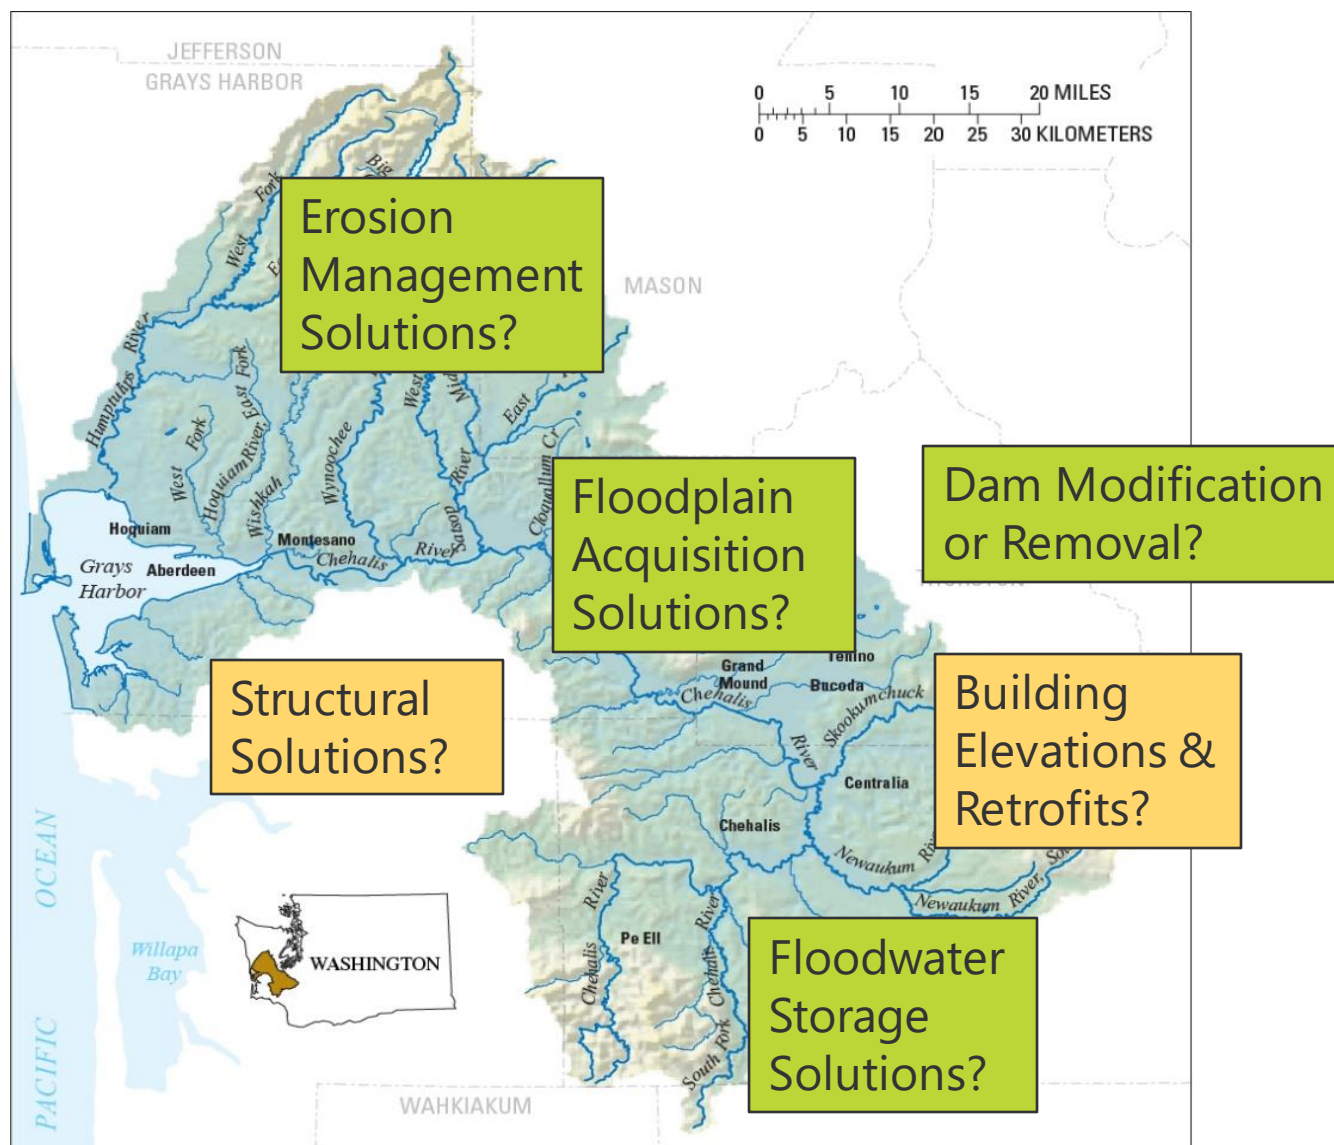 JEFFERSON
GRAYS HARBOR
0 5 10 15 20 MILES
0 5 10 15 20 25 30 KILOMETERS
Big
Fork
West
Erosion
Management
Solutions?
MASON
River
Humptulips
East Fork
Hoquiam River,
West Fork
Wishkah
Wynoochee
West
East
River
Satsop
Cloquallum Cr
Floodplain
Acquisition
Solutions?
Dam Modification
or Removal?
Hoquiam
Montesano
Chehalis River
Grays
Harbor
Aberdeen
Structural
Solutions?
Tenino
Grand
Mound
Bucoda
Chehalis
River
Skookumchuck
Building
Elevations &
Retrofits?
Centralia
Chehalis
Newaukum
Newaukum River,
PACIFIC OCEAN
Willapa
Bay
WASHINGTON
River
Chehalis
Pe Ell
River
South Fork
Floodwater
Storage
Solutions?
WAHKIAKUM